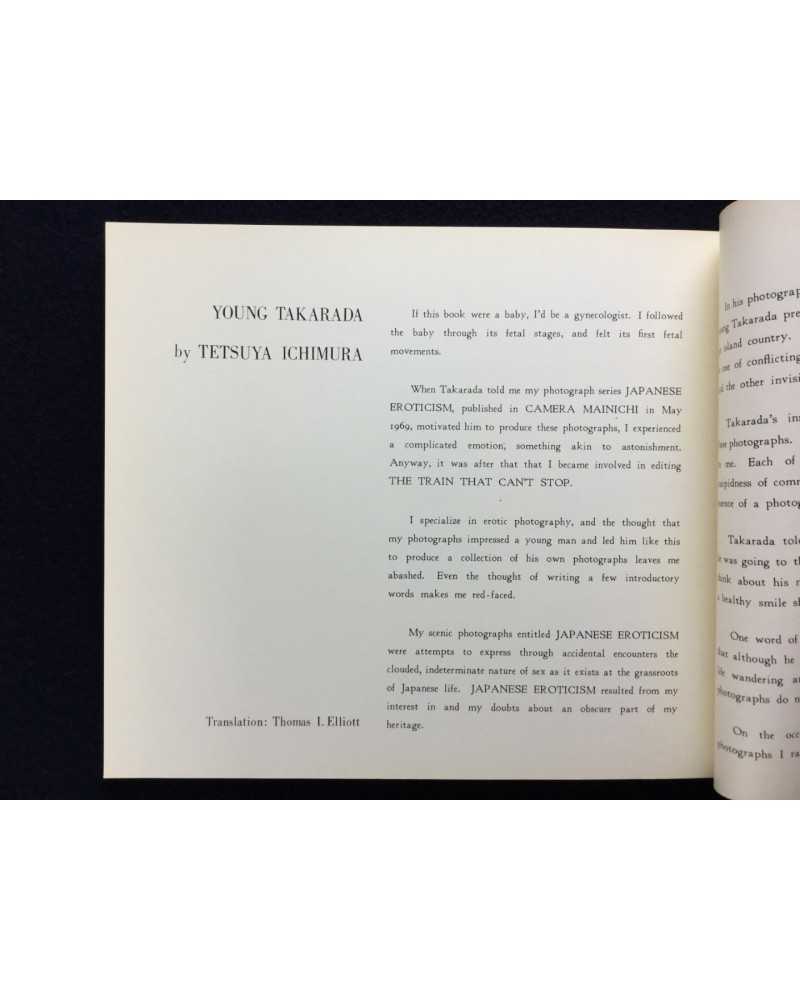 YOUNG TAKARADA
by TETSUYA ICHIMURA
If this book were a baby, I'd be a gynecologist. I followed
the baby through its fetal stages, and felt its first fetal
movements.
When Takarada told me my photograph series JAPANESE
EROTICISM, published in CAMERA MAINICHI in May
1969, motivated him to produce these photographs, I experienced
a complicated emotion, something akin to astonishment.
Anyway, it was after that that I became involved in editing
THE TRAIN THAT CAN'T STOP.
I specialize in erotic photography, and the thought that
my photographs impressed a young man and led him like this
to produce a collection of his own photographs leaves me
abashed. Even the thought of writing a few introductory
words makes me red-faced.
My scenic photographs entitled JAPANESE EROTICISM
were attempts to express through accidental encounters the
clouded, indeterminate nature of sex as it exists at the grassroots
of Japanese life. JAPANESE EROTICISM resulted from my
interest in and my doubts about an obscure part of my
heritage.
Translation: Thomas I. Elliott
In his photograp
Takarada pre
island country.
me of conflicting
the other invisi
Takarada's
photographs.
me. Each of
of com
of a photog
Takarada tol
was going to th
think about his
healthy smile s
One word of
that although he
life wandering a
photographs do n
On the occ
photographs I ra